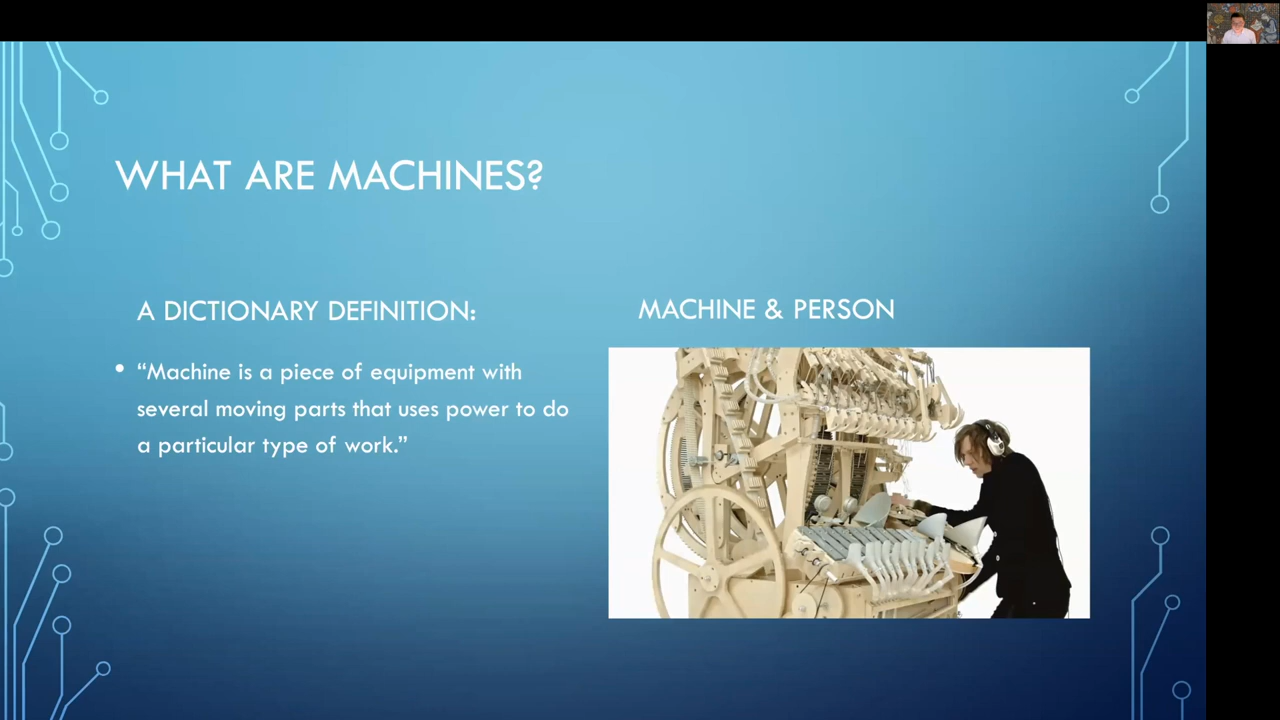 WHAT ARE MACHINES?
A DICTIONARY DEFINITION:
• “Machine is a piece of equipment with
several moving parts that uses power to do
a particular type of work.”
MACHINE & PERSON